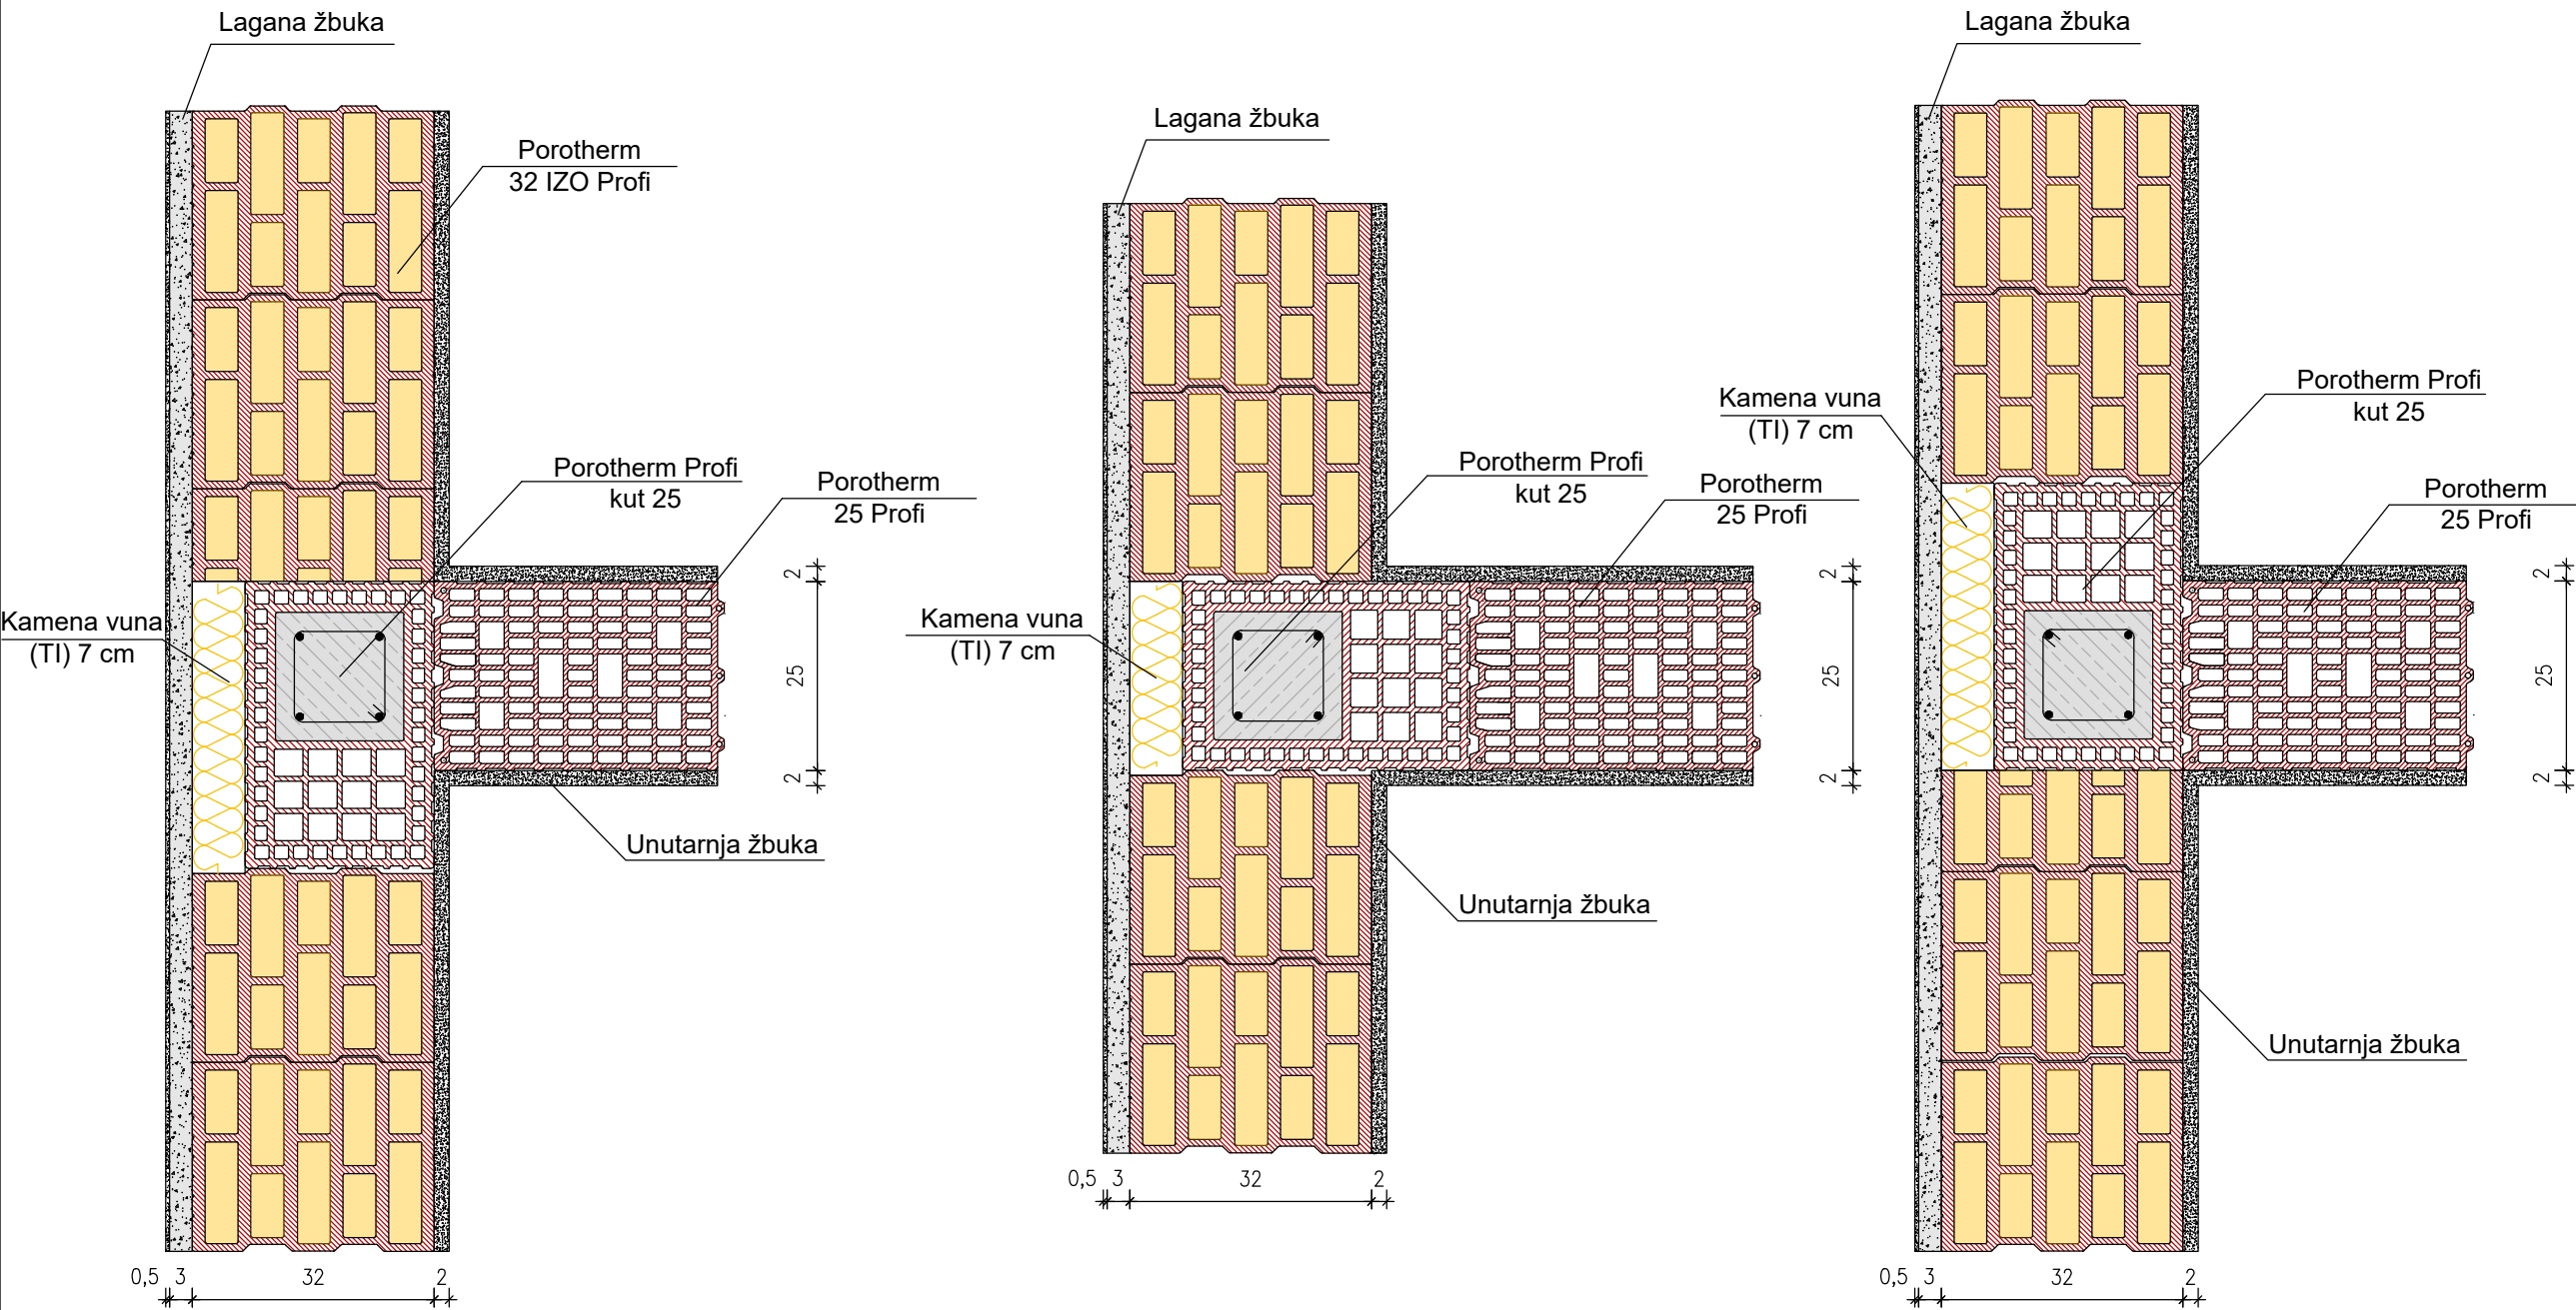 Lagana žbuka
Porotherm
32 IZO Profi
Porotherm Profi
kut 25
Porotherm
25 Profi
Kamena vuna
(TI) 7 cm
2
25
2
Unutarnja žbuka
0,5 3 32 2
Lagana žbuka
Porotherm Profi
kut 25
Porotherm
25 Profi
Kamena vuna
(TI) 7 cm
2
25
2
Unutarnja žbuka
0,5 3 32 2
Lagana žbuka
Porotherm Profi
kut 25
Kamena vuna
(TI) 7 cm
Porotherm
25 Profi
2
25
2
Unutarnja žbuka
0,5 3 32 2